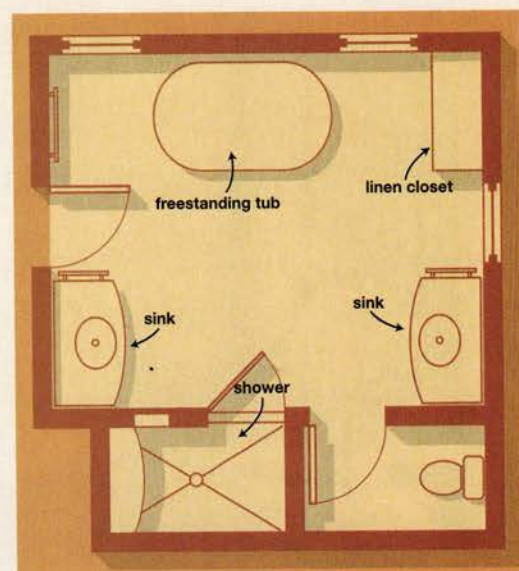 freestanding tub
linen closet
sink
sink
shower